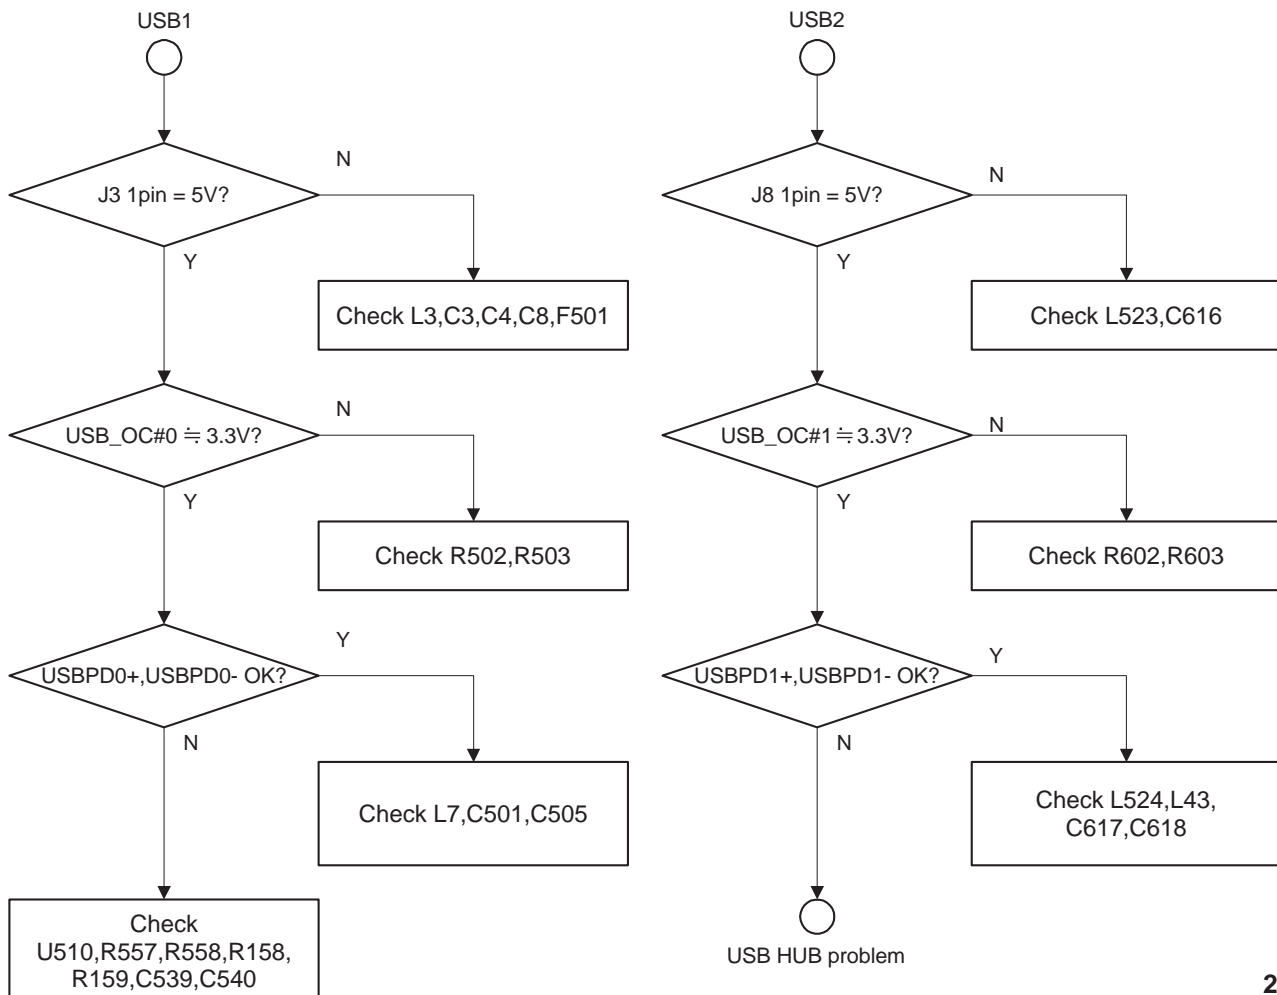 USB1
J3 1pin = 5V?
N
Y
Check L3,C3,C4,C8,F501
USB_OC#0 ≒ 3.3V?
N
Y
Check R502,R503
USBPD0+,USBPD0- OK?
Y
N
Check L7,C501,C505
Check
U510,R557,R558,R158,
R159,C539,C540
USB2
J8 1pin = 5V?
N
Y
Check L523,C616
USB_OC#1 ≒ 3.3V?
N
Y
Check R602,R603
USBPD1+,USBPD1- OK?
Y
N
Check L524,L43,
C617,C618
USB HUB problem
2